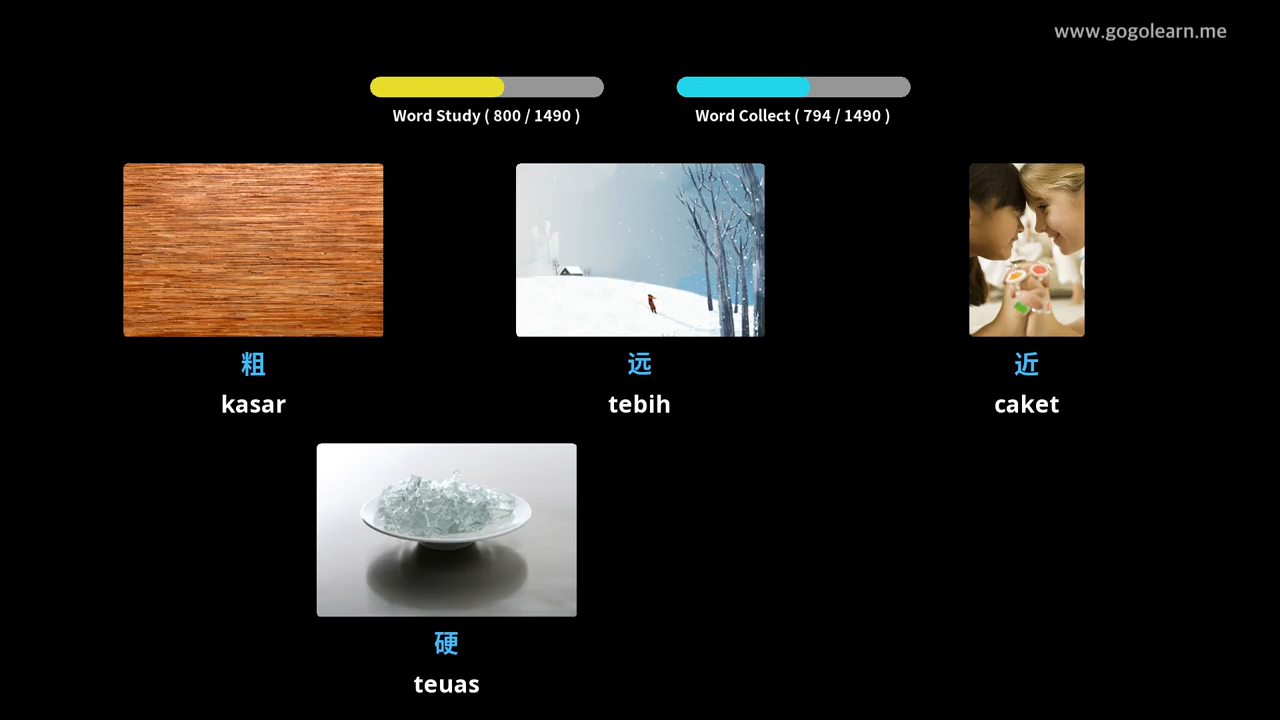 www.gogolearn.me
Word Study ( 800 / 1490 )
Word Collect ( 794 / 1490 )
粗
kasar
远
tebih
近
caket
硬
teuas